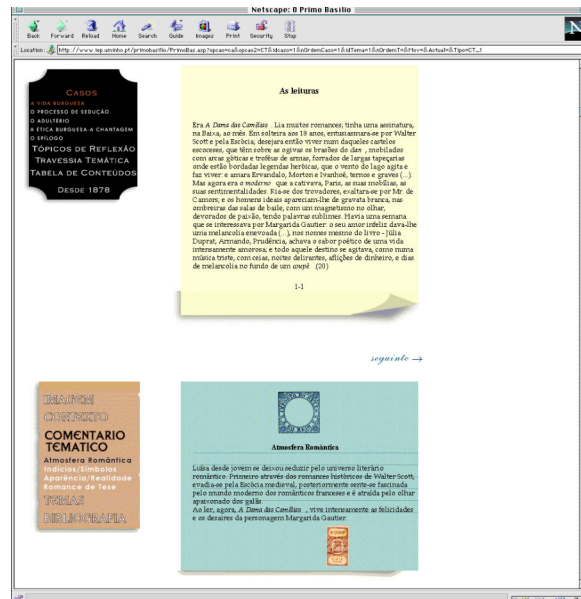 Netscape: O Primo Basílio
Back Forward Reload Home Search Guide Images Print Security Stop
N
Location: http://www.iep.uminho.pt/primobasilio/PrimoBas.asp?opcao=ca&opcao2=CT&idcaso=1&nOrdemCaso=1&idTema=1&nOrdemT=&Mov=&Actual=&Tipo=CT_1
CASOS
A VIDA BURGUESA
O PROCESSO DE SEDUÇÃO
O ADULTÉRIO
A ÉTICA BURGUESA-A CHANTAGEM
O EPÍLOGO
TÓPICOS DE REFLEXÃO
TRAVESSIA TEMÁTICA
TABELA DE CONTEÚDOS
DESDE 1878
As leituras
Era A Dama das Camélias . Lia muitos romances; tinha uma assinatura,
na Baixa, ao mês. Em solteira aos 18 anos, entusiasmara-se por Walter
Scott e pela Escócia; desejara então viver num daqueles castelos
escoceses, que têm sobre as ogivas os brasões do clan , mobilados
com arcas góticas e troféus de armas, forrados de largas tapeçarias
onde estão bordadas legendas heróicas, que o vento do lago agita e
faz viver: e amara Ervandalo, Morton e Ivanhoé, ternos e graves (...).
Mas agora era o moderno que a cativava, Paris, as suas mobílias, as
suas sentimentalidades. Ria-se dos trovadores, exaltara-se por Mr. de
Camors; e os homens ideais apareciam-lhe de gravata branca, nas
ombreiras das salas de baile, com um magnetismo no olhar,
devorados de paixão, tendo palavras sublimes. Havia uma semana
que se interessava por Margarida Gautier: o seu amor infeliz dava-lhe
uma melancolia enevoada (...), nos nomes mesmo do livro - Júlia
Duprat, Armando, Prudência, achava o sabor poético de uma vida
intensamente amorosa; e todo aquele destino se agitava, como numa
música triste, com ceias, noites delirantes, aflições de dinheiro, e dias
de melancolia no fundo de um coupé . (20)
1-1
seguinte →
IMAGEM
CONTEXTO
COMENTARIO
TEMATICO
Atmosfera Romântica
Indícios/Símbolos
Aparência/Realidade
Romance de Tese
TEMAS
BIBLIOGRAFIA
Atmosfera Romântica
Luísa desde jovem se deixou seduzir pelo universo literário
romântico. Primeiro através dos romances históricos de Walter Scott,
evadia-se pela Escócia medieval, posteriormente sente-se fascinada
pelo mundo moderno dos românticos franceses e é atraída pelo olhar
apaixonado dos galãs.
Ao ler, agora, A Dama das Camélias , vive intensamente as felicidades
e os desaires da personagem Margarida Gautier.